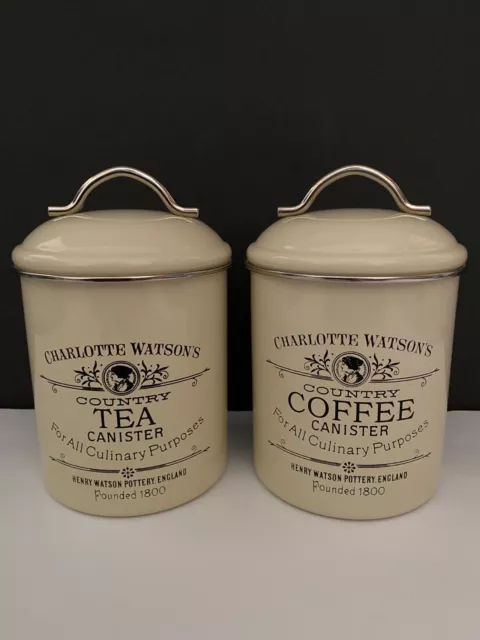 CHARLOTTE WATSON'S
COUNTRY
TEA
CANISTER
For All Culinary Purposes
HENRY WATSON POTTERY, ENGLAND
Founded 1800
CHARLOTTE WATSON'S
COUNTRY
COFFEE
CANISTER
For All Culinary Purposes
HENRY WATSON POTTERY, ENGLAND
Founded 1800